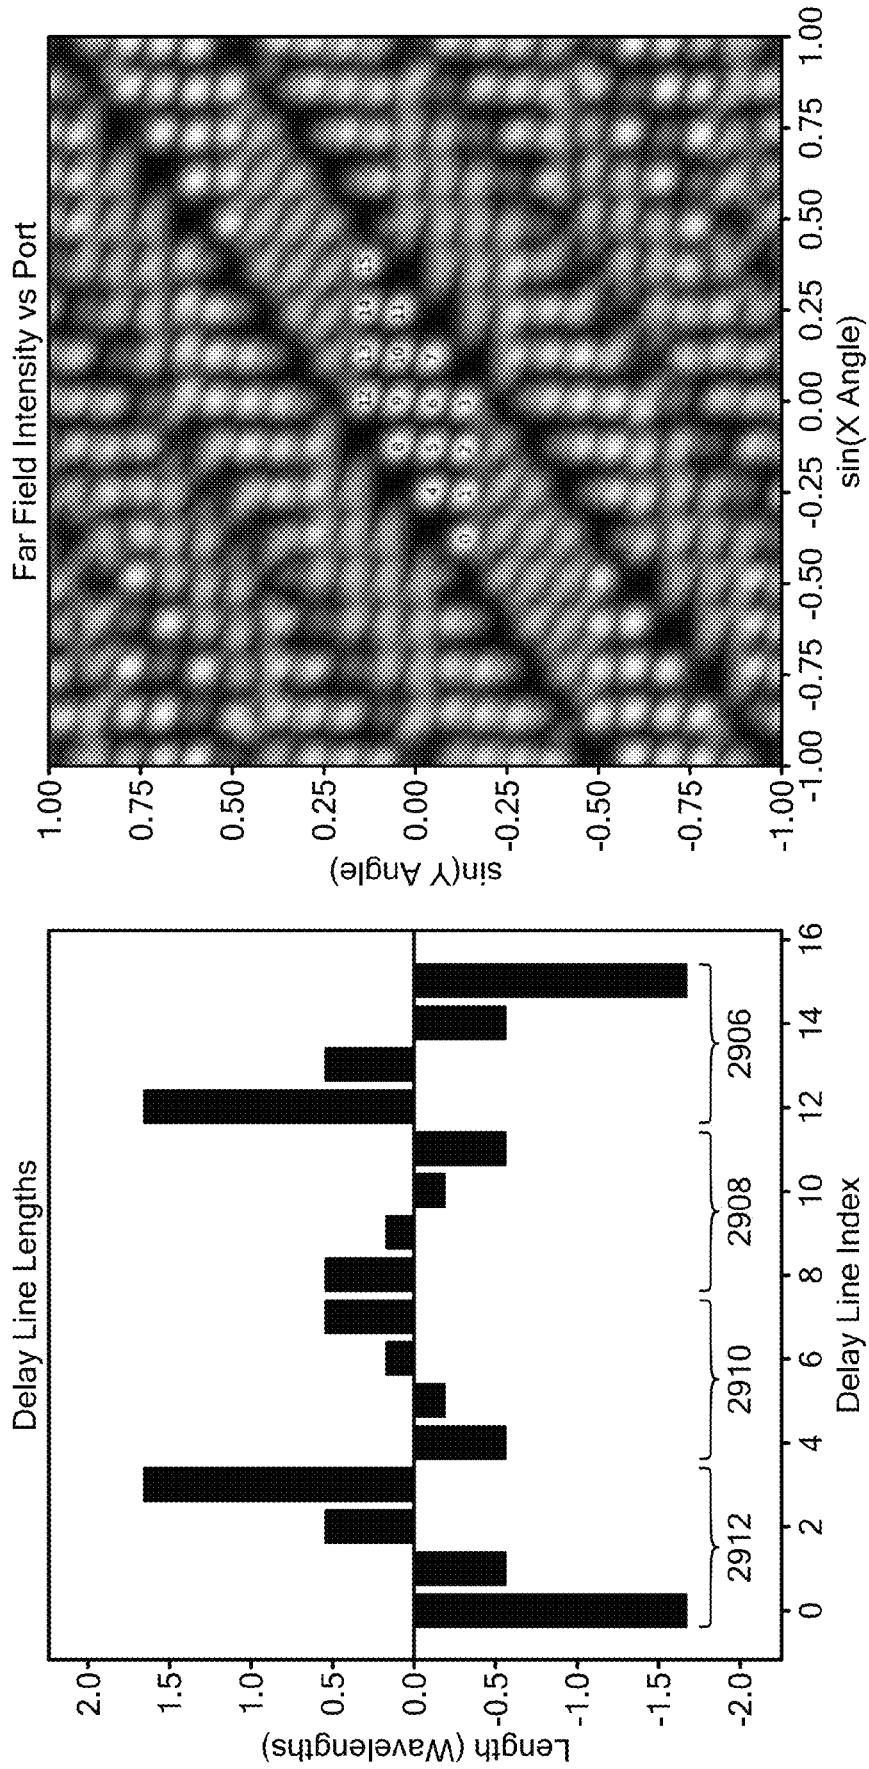 Delay Line Lengths
Length (Wavelengths)
2.0
1.5
1.0
0.5
0.0
-0.5
-1.0
-1.5
-2.0
2912
2910
2908
2906
0 2 4 6 8 10 12 14 16
Delay Line Index
Far Field Intensity vs Port
sin(Y Angle)
1.00
0.75
0.50
0.25
0.00
-0.25
-0.50
-0.75
-1.00
-1.00 -0.75 -0.50 -0.25 0.00 0.25 0.50 0.75 1.00
sin(X Angle)